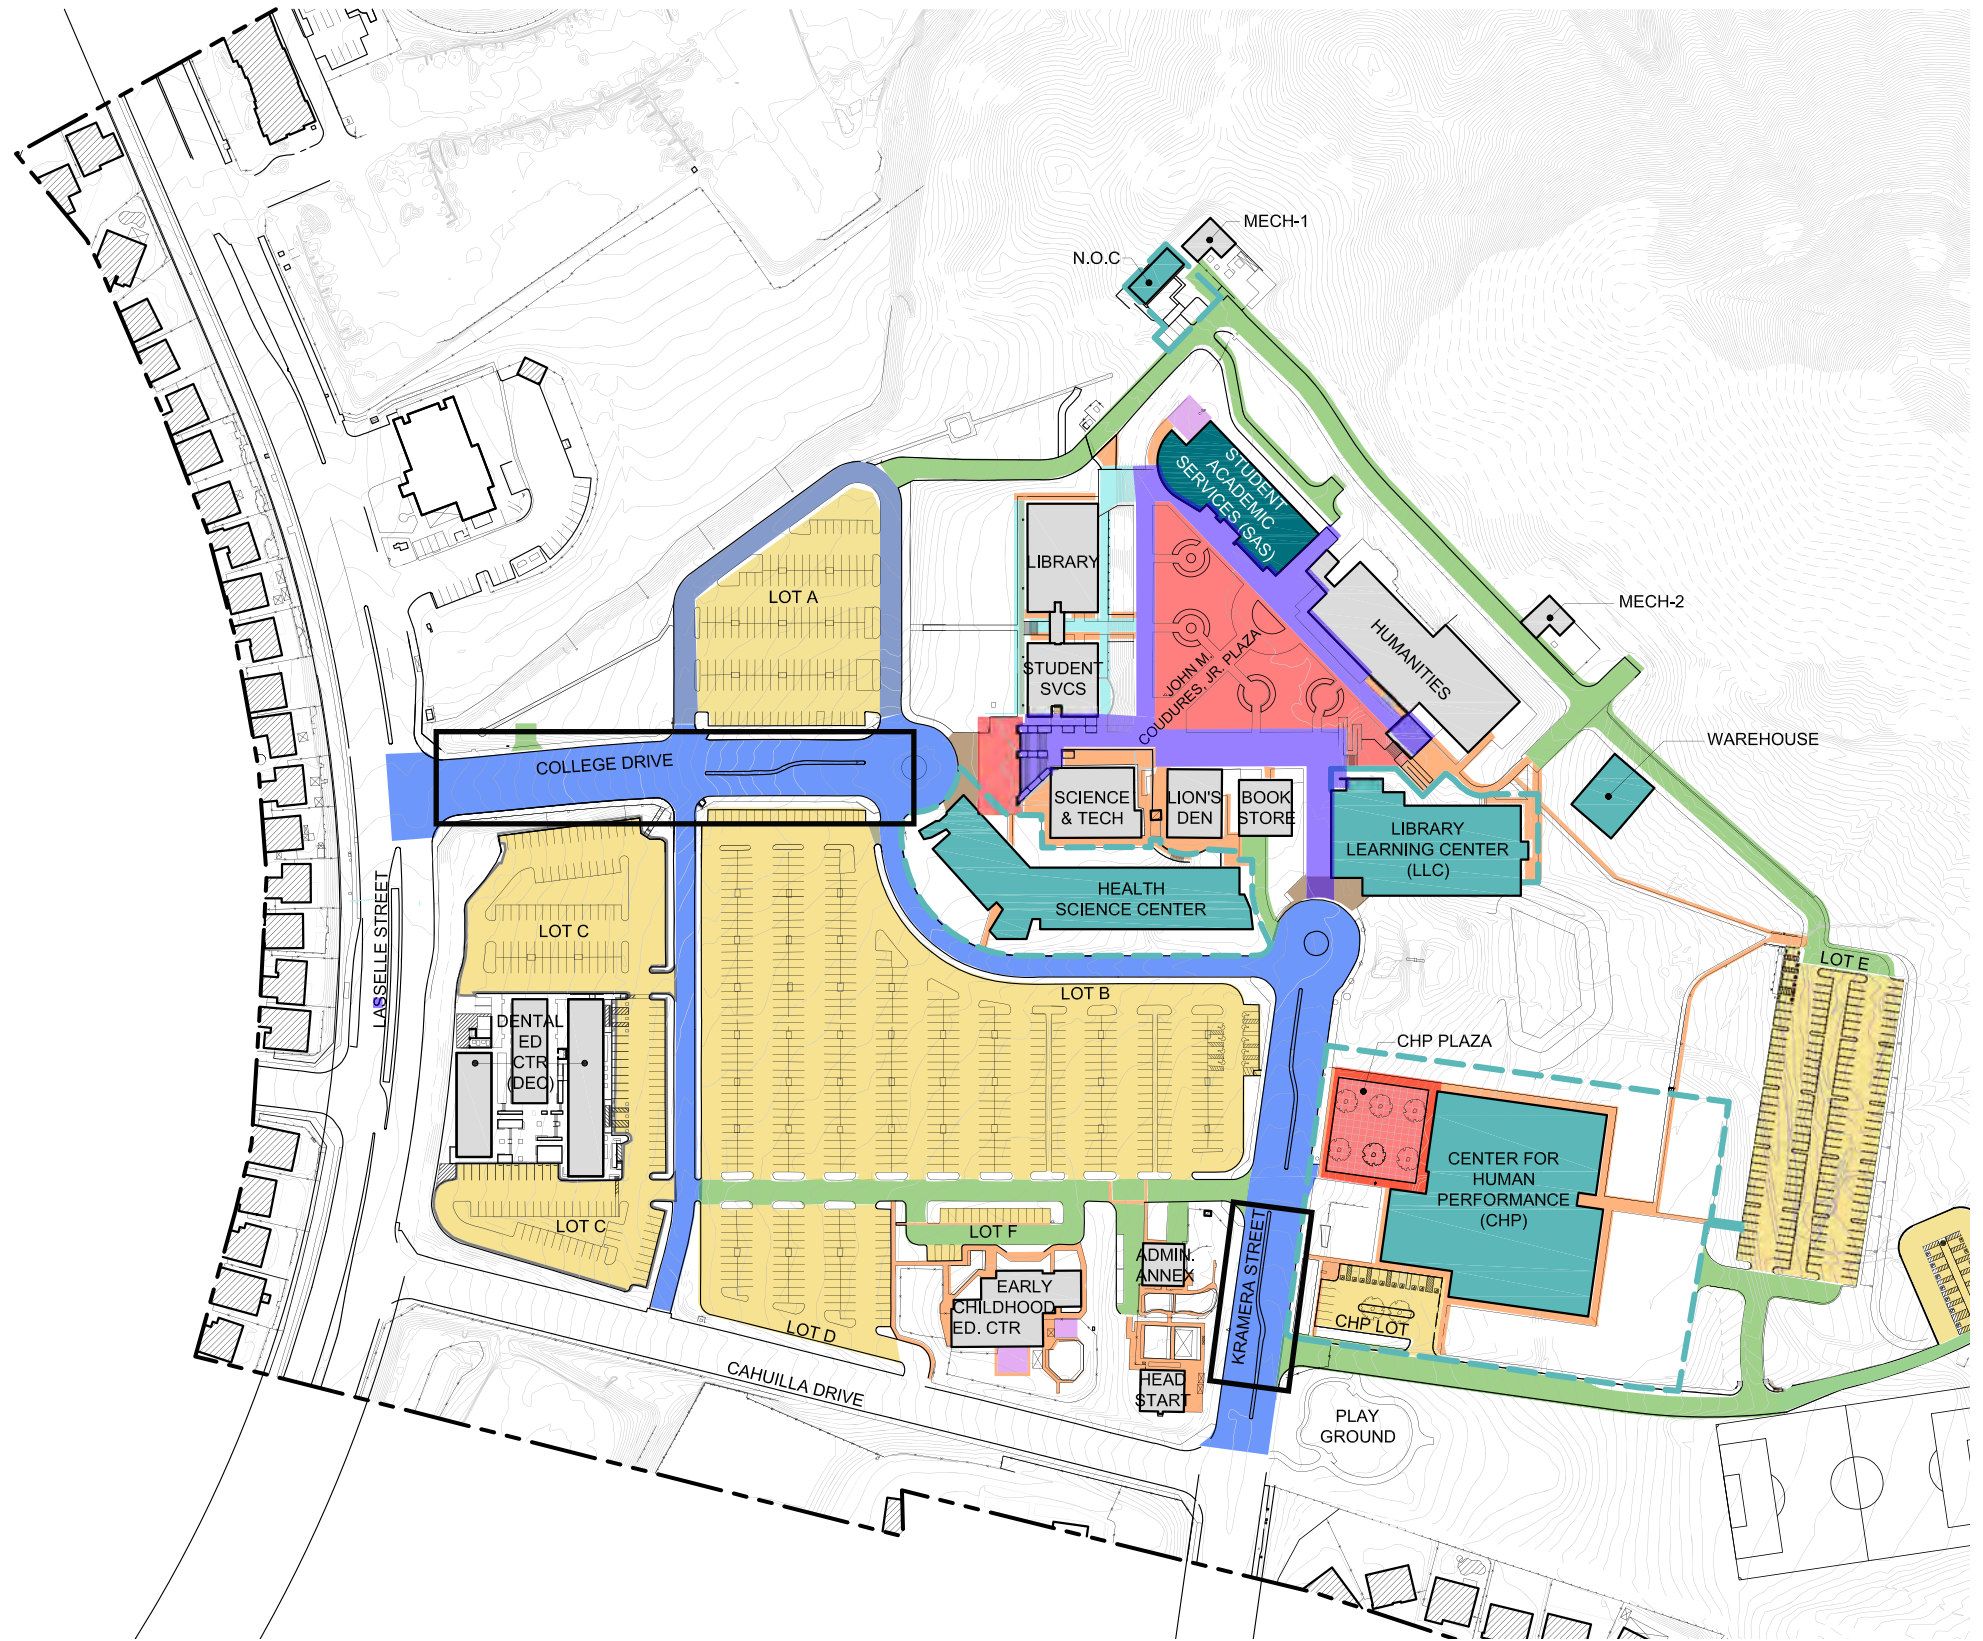 MECH-1
N.O.C
STUDENT
ACADEMIC
SERVICES (SAS)
LIBRARY
LOT A
MECH-2
HUMANITIES
JOHN M.
COUDURES, JR. PLAZA
STUDENT
SVCS
WAREHOUSE
COLLEGE DRIVE
SCIENCE
& TECH
LION'S
DEN
BOOK
STORE
LIBRARY
LEARNING CENTER
(LLC)
HEALTH
SCIENCE CENTER
LASSELLE STREET
LOT C
LOT E
LOT B
DENTAL
ED
CTR
(DEC)
CHP PLAZA
CENTER FOR
HUMAN
PERFORMANCE
(CHP)
LOT C
LOT F
ADMIN.
ANNEX
KRAMERA STREET
EARLY
CHILDHOOD
ED. CTR
LOT D
CHP LOT
CAHUILLA DRIVE
HEAD
START
PLAY
GROUND